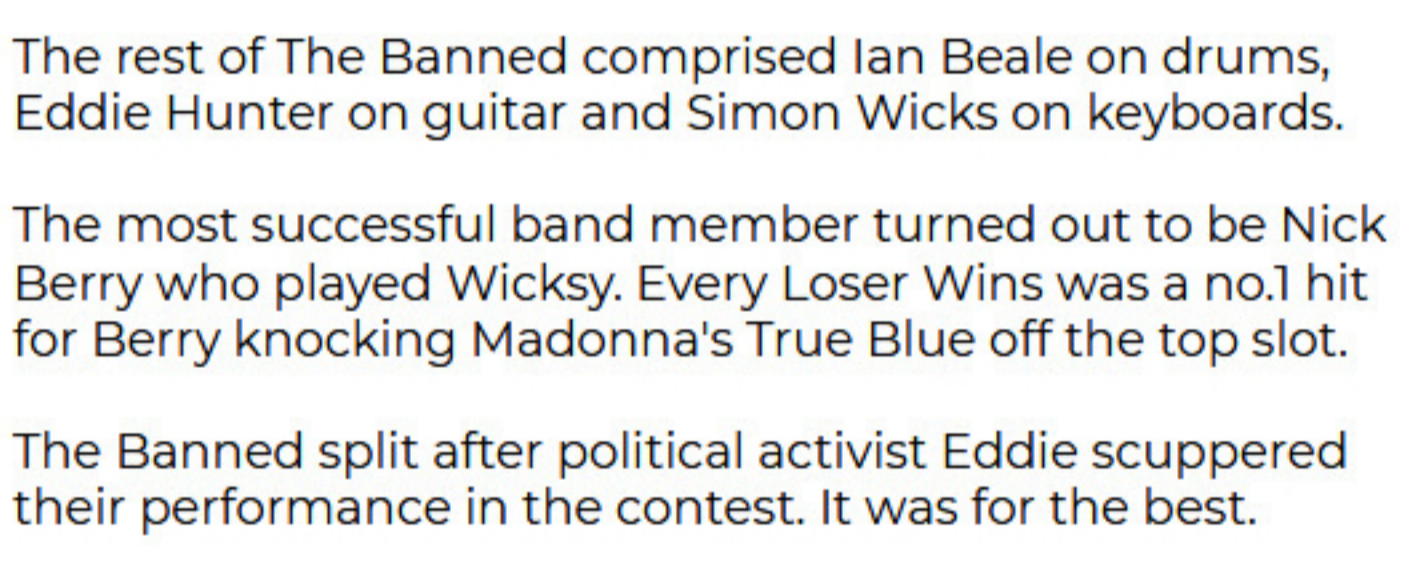 The rest of The Banned comprised Ian Beale on drums,
Eddie Hunter on guitar and Simon Wicks on keyboards.
The most successful band member turned out to be Nick
Berry who played Wicksy. Every Loser Wins was a no.1 hit
for Berry knocking Madonna's True Blue off the top slot.
The Banned split after political activist Eddie scuppered
their performance in the contest. It was for the best.